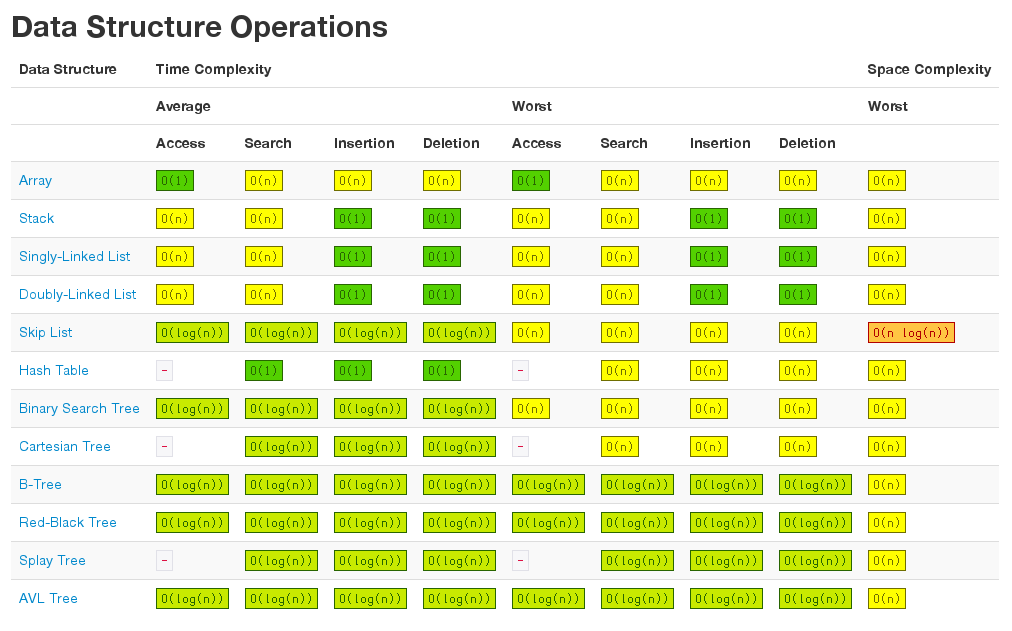 Data Structure Operations
Data Structure Time Complexity Space Complexity
Average Worst Worst
Access Search Insertion Deletion Access Search Insertion Deletion
Array O(1) O(n) O(n) O(n) O(1) O(n) O(n) O(n) O(n)
Stack O(n) O(n) O(1) O(1) O(n) O(n) O(1) O(1) O(n)
Singly-Linked List O(n) O(n) O(1) O(1) O(n) O(n) O(1) O(1) O(n)
Doubly-Linked List O(n) O(n) O(1) O(1) O(n) O(n) O(1) O(1) O(n)
Skip List O(log(n)) O(log(n)) O(log(n)) O(log(n)) O(n) O(n) O(n) O(n) O(n log(n))
Hash Table - O(1) O(1) O(1) - O(n) O(n) O(n) O(n)
Binary Search Tree O(log(n)) O(log(n)) O(log(n)) O(log(n)) O(n) O(n) O(n) O(n) O(n)
Cartesian Tree - O(log(n)) O(log(n)) O(log(n)) - O(n) O(n) O(n) O(n)
B-Tree O(log(n)) O(log(n)) O(log(n)) O(log(n)) O(log(n)) O(log(n)) O(log(n)) O(log(n)) O(n)
Red-Black Tree O(log(n)) O(log(n)) O(log(n)) O(log(n)) O(log(n)) O(log(n)) O(log(n)) O(log(n)) O(n)
Splay Tree - O(log(n)) O(log(n)) O(log(n)) - O(log(n)) O(log(n)) O(log(n)) O(n)
AVL Tree O(log(n)) O(log(n)) O(log(n)) O(log(n)) O(log(n)) O(log(n)) O(log(n)) O(log(n)) O(n)